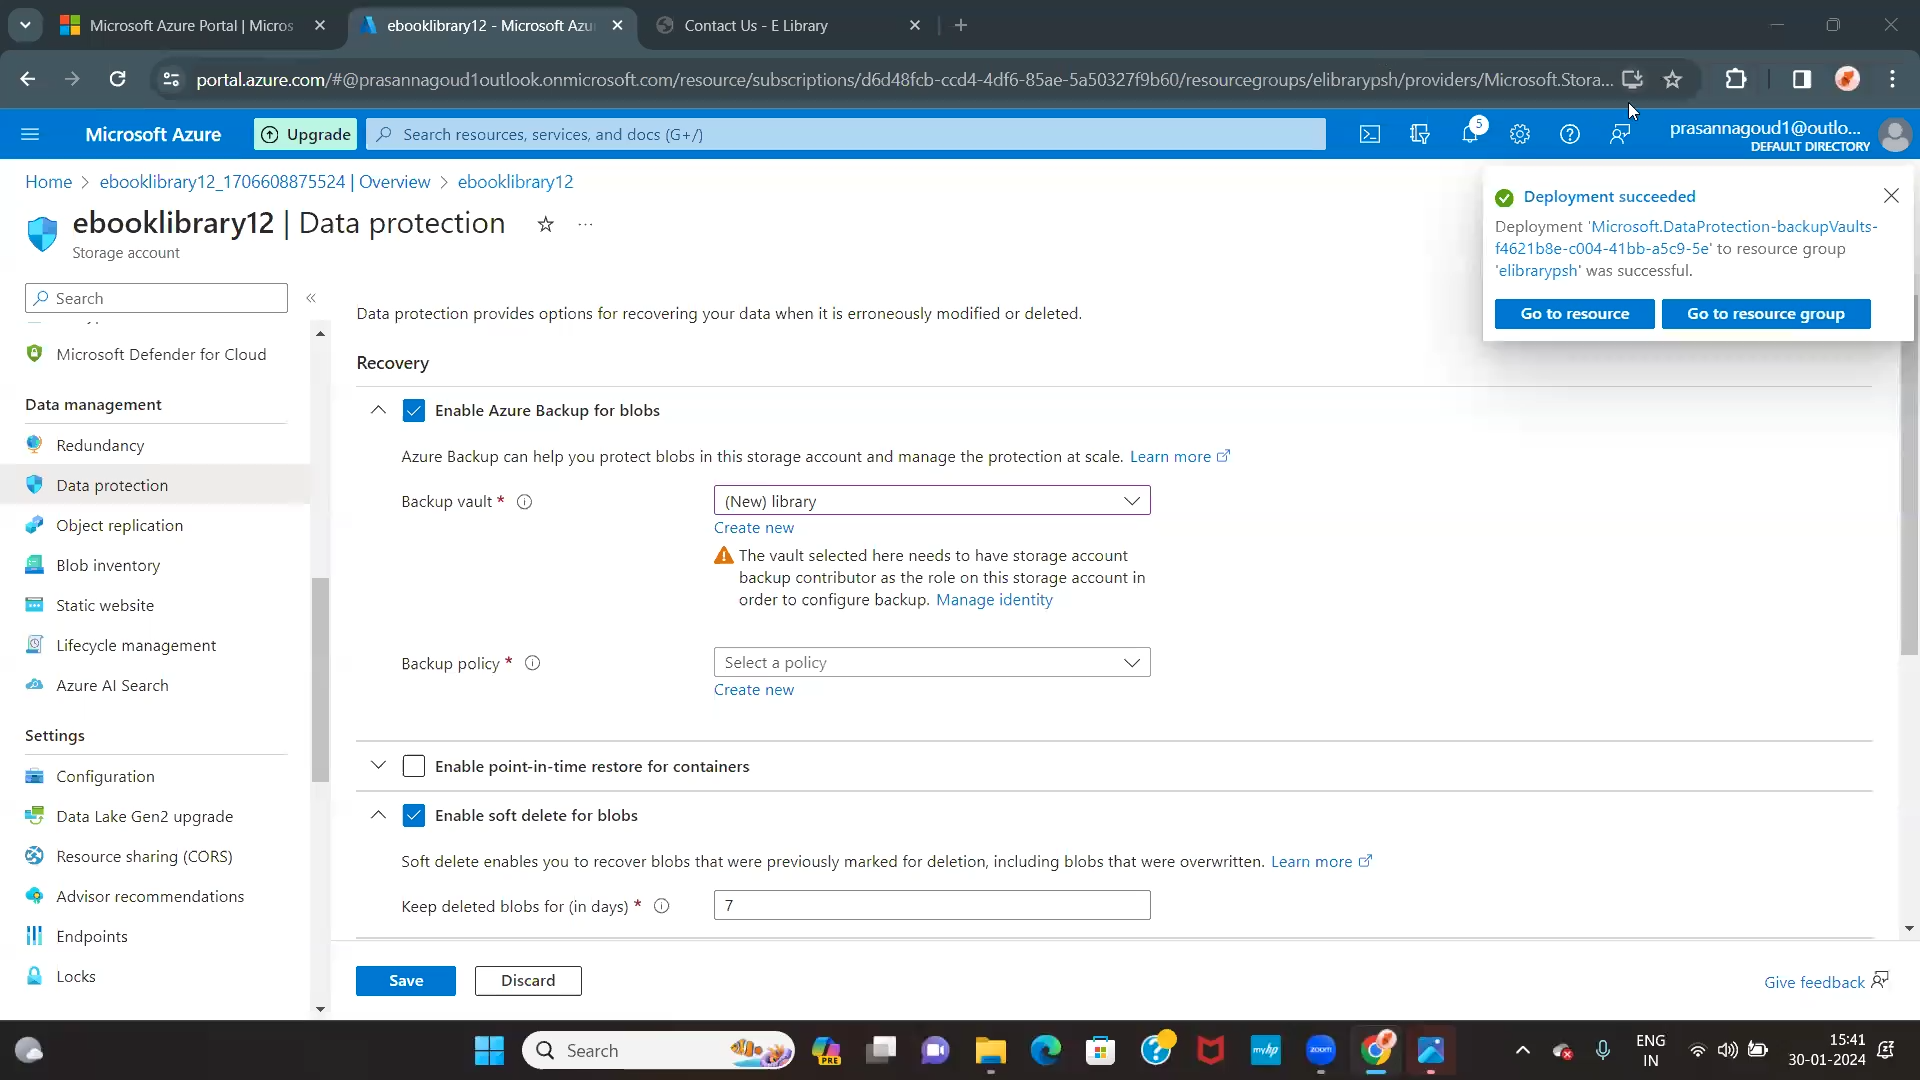 Microsoft Azure Portal | Micros
ebooklibrary12 - Microsoft Azu
Contact Us - E Library
portal.azure.com/#@prasannagoud1outlook.onmicrosoft.com/resource/subscriptions/d6d48fcb-ccd4-4df6-85ae-5a50327f9b60/resourcegroups/elibrarypsh/providers/Microsoft.Stora...
Microsoft Azure
Upgrade
Search resources, services, and docs (G+/)
5
prasannagoud1@outlo...
DEFAULT DIRECTORY
Home > ebooklibrary12_1706608875524 | Overview > ebooklibrary12
ebooklibrary12 | Data protection
Storage account
Deployment succeeded
Deployment 'Microsoft.DataProtection-backupVaults-
f4621b8e-c004-41bb-a5c9-5e' to resource group
'elibrarypsh' was successful.
Go to resource
Go to resource group
Search
Microsoft Defender for Cloud
Data management
Redundancy
Data protection
Object replication
Blob inventory
Static website
Lifecycle management
Azure AI Search
Settings
Configuration
Data Lake Gen2 upgrade
Resource sharing (CORS)
Advisor recommendations
Endpoints
Locks
Data protection provides options for recovering your data when it is erroneously modified or deleted.
Recovery
Enable Azure Backup for blobs
Azure Backup can help you protect blobs in this storage account and manage the protection at scale. Learn more
Backup vault *
(New) library
Create new
The vault selected here needs to have storage account
backup contributor as the role on this storage account in
order to configure backup. Manage identity
Backup policy *
Select a policy
Create new
Enable point-in-time restore for containers
Enable soft delete for blobs
Soft delete enables you to recover blobs that were previously marked for deletion, including blobs that were overwritten. Learn more
Keep deleted blobs for (in days) *
7
Save
Discard
Give feedback
Search
PRE
myhp
zoom
ENG
IN
15:41
30-01-2024